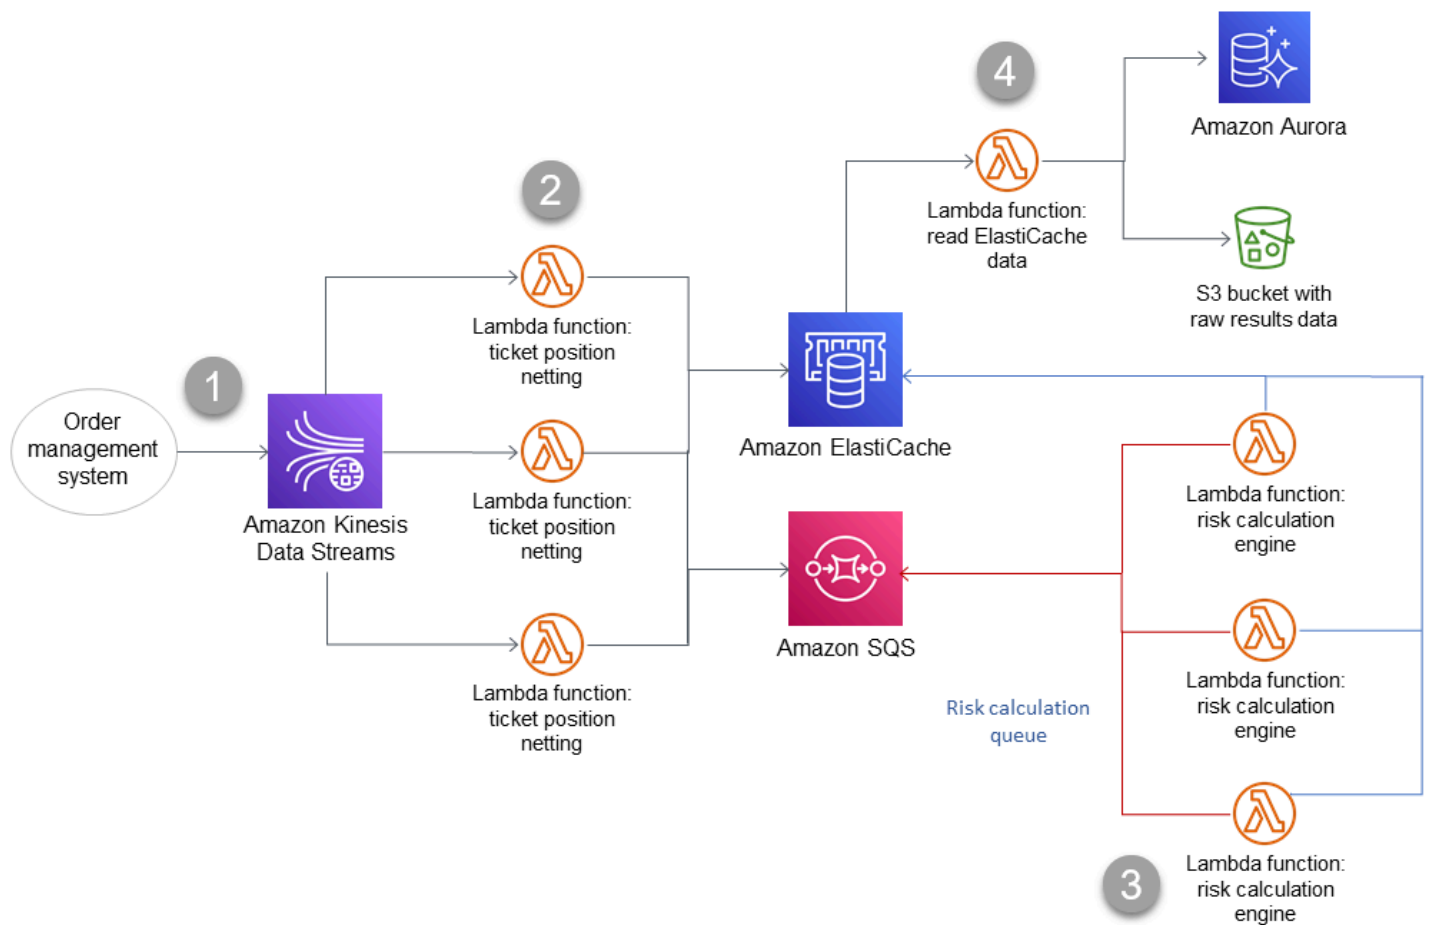 4
Amazon Aurora
2
Lambda function:
read ElastiCache
data
S3 bucket with
raw results data
Lambda function:
ticket position
netting
1
Order
management
system
Amazon Kinesis
Data Streams
Lambda function:
ticket position
netting
Amazon ElastiCache
Lambda function:
risk calculation
engine
Amazon SQS
Lambda function:
ticket position
netting
Risk calculation
queue
Lambda function:
risk calculation
engine
3
Lambda function:
risk calculation
engine